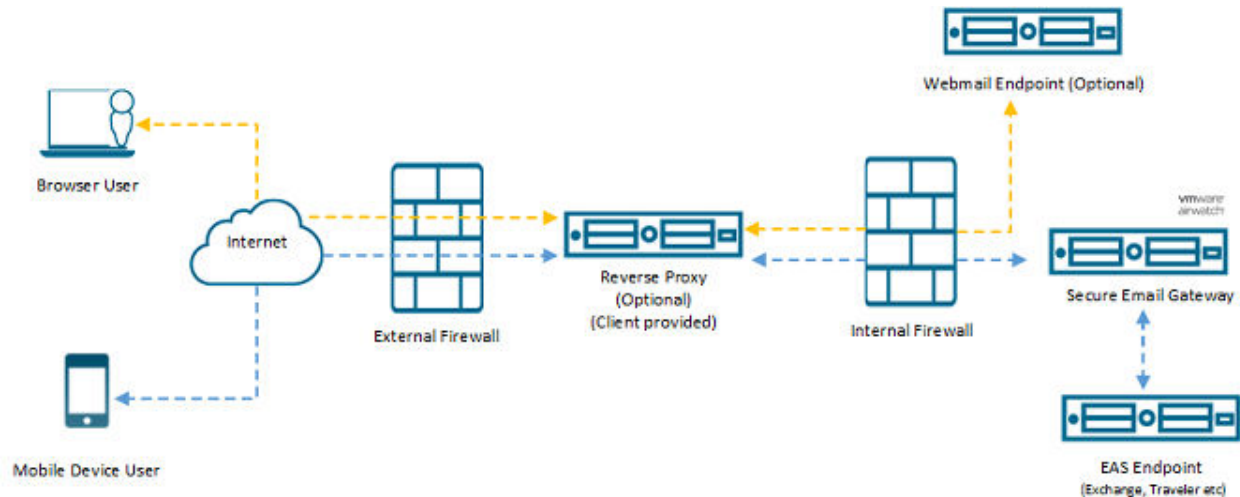 Webmail Endpoint (Optional)
Browser User
Internet
vmware
airwatch
Reverse Proxy
(Optional)
(Client provided)
Secure Email Gateway
External Firewall
Internal Firewall
Mobile Device User
EAS Endpoint
(Exchange, Traveler etc)